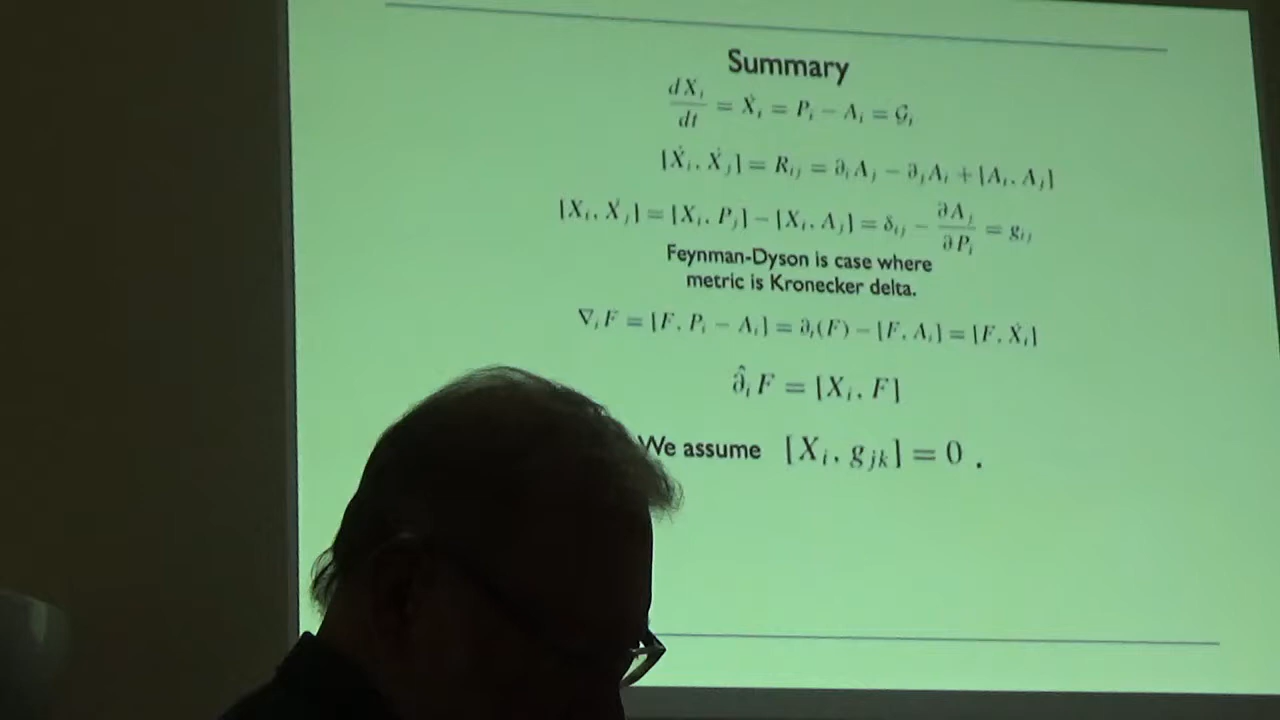 Summary
dX_i/dt = Ẋ_i = P_i − A_i = 𝒢_i
[Ẋ_i, Ẋ_j] = R_ij = ∂_i A_j − ∂_j A_i + [A_i, A_j]
[X_i, Ẋ_j] = [X_i, P_j] − [X_i, A_j] = δ_ij − ∂A_j/∂P_i = g_ij
Feynman-Dyson is case where
metric is Kronecker delta.
∇_i F = [F, P_i − A_i] = ∂_i(F) − [F, A_i] = [F, Ẋ_i]
∂̂_i F = [X_i, F]
We assume [X_i, g_jk] = 0 .